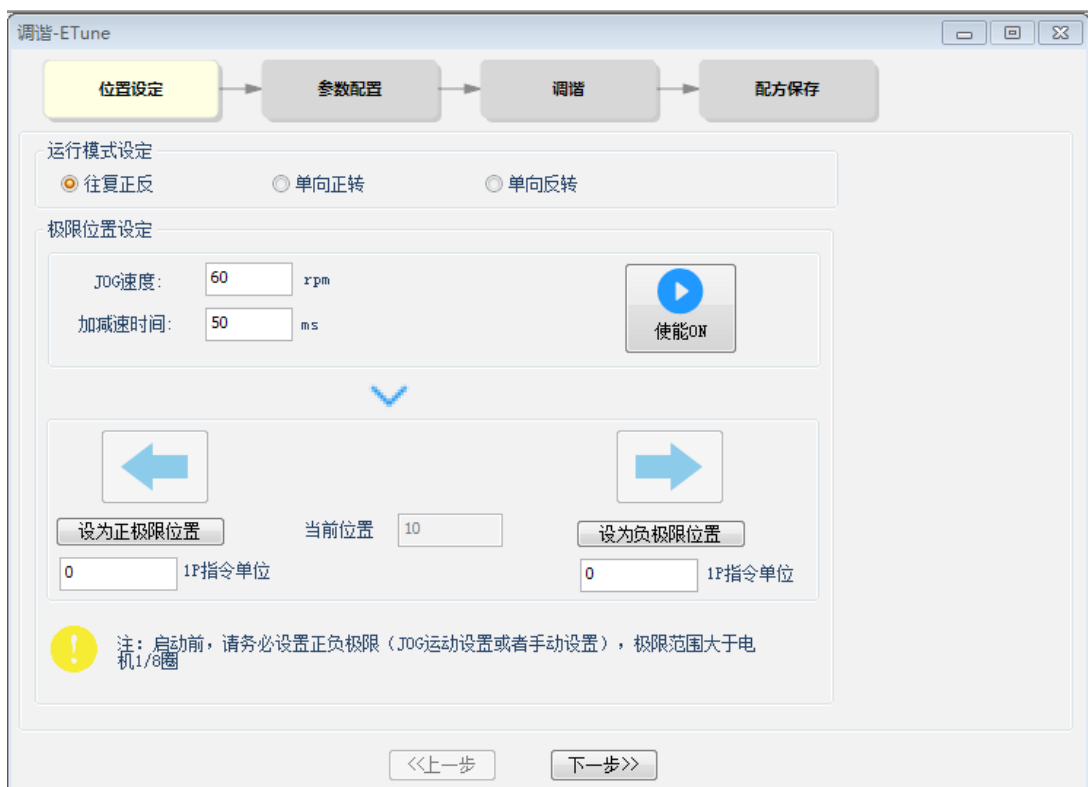 调谐-ETune
位置设定
参数配置
调谐
配方保存
运行模式设定
往复正反
单向正转
单向反转
极限位置设定
JOG速度:
60
rpm
加减速时间:
50
ms
使能ON
设为正极限位置
当前位置
10
设为负极限位置
0
1P指令单位
0
1P指令单位
注: 启动前,请务必设置正负极限(JOG运动设置或者手动设置),极限范围大于电
机1/8圈
<<上一步
下一步>>